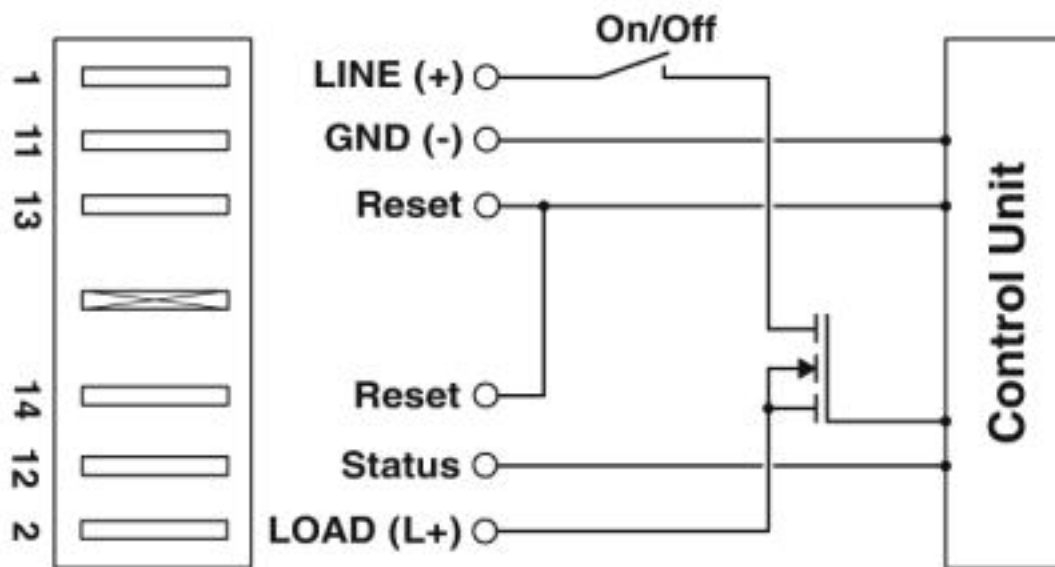 On/Off
1
LINE (+)
11
GND (-)
13
Reset
14
Reset
12
Status
2
LOAD (L+)
Control Unit